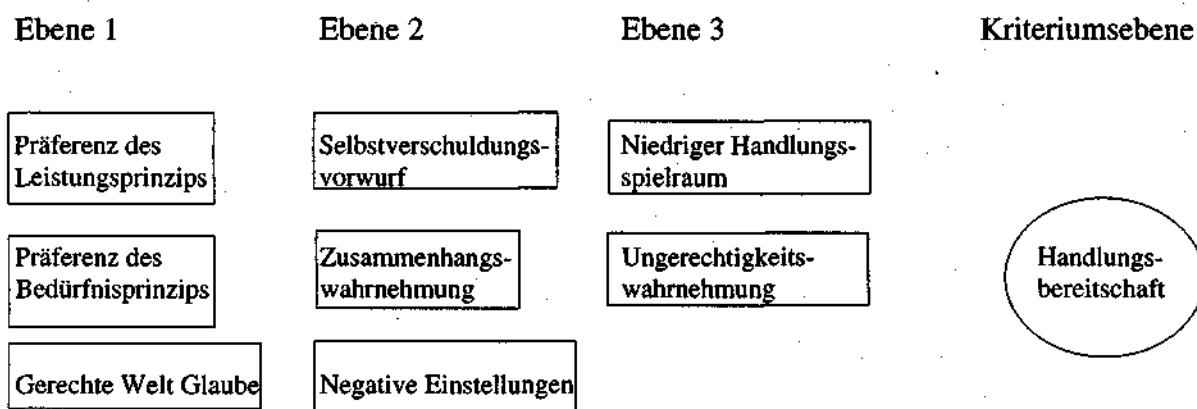 Ebene 1
Ebene 2
Ebene 3
Kriteriumsebene
Präferenz des
Leistungsprinzips
Selbstverschuldungs-
vorwurf
Niedriger Handlungs-
spielraum
Präferenz des
Bedürfnisprinzips
Zusammenhangs-
wahrnehmung
Ungerechtigkeits-
wahrnehmung
Handlungs-
bereitschaft
Gerechte Welt Glaube
Negative Einstellungen